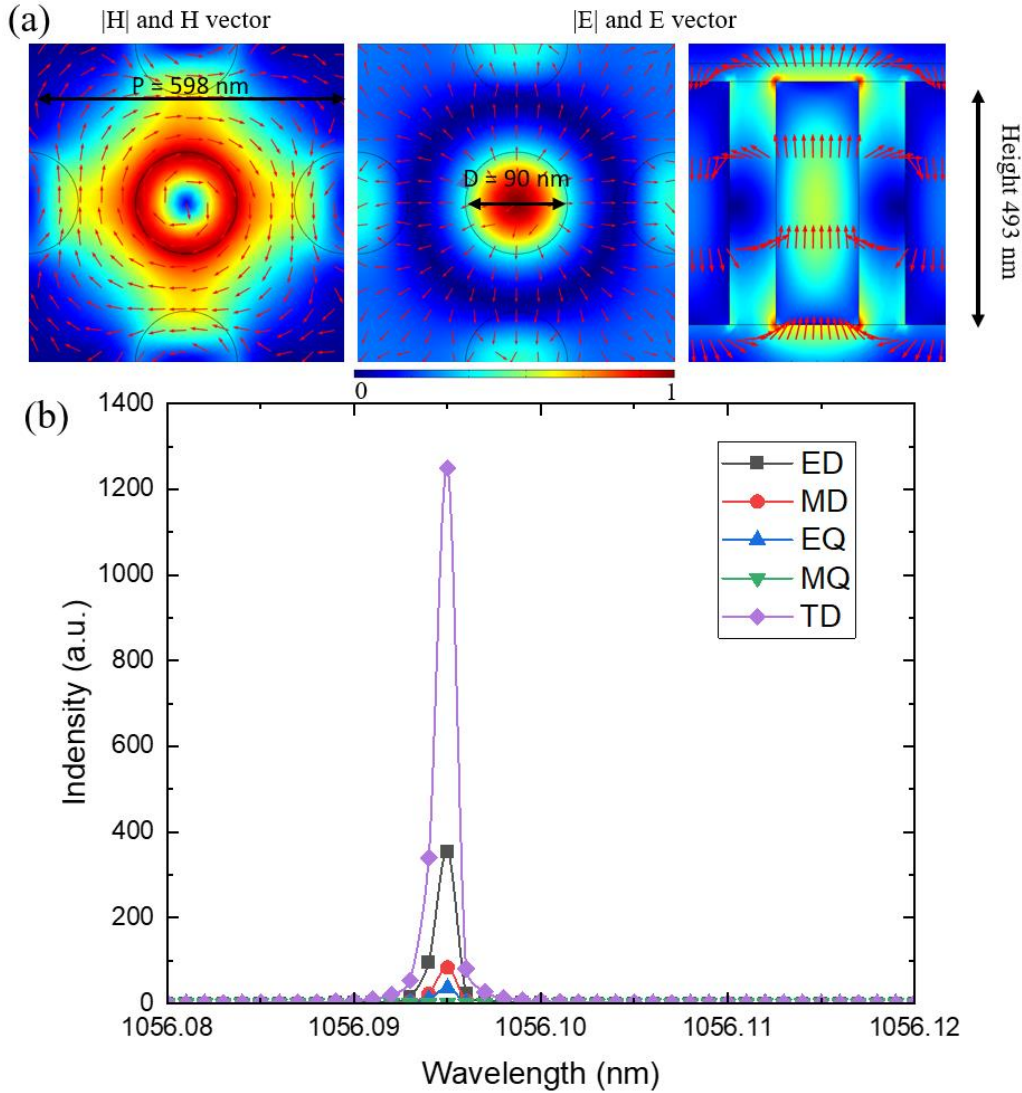 (a)
|H| and H vector
|E| and E vector
P = 598 nm
D = 90 nm
Height 493 nm
0 1
(b)
1400
1200
1000
800
600
400
200
0
Indensity (a.u.)
ED
MD
EQ
MQ
TD
1056.08 1056.09 1056.10 1056.11 1056.12
Wavelength (nm)